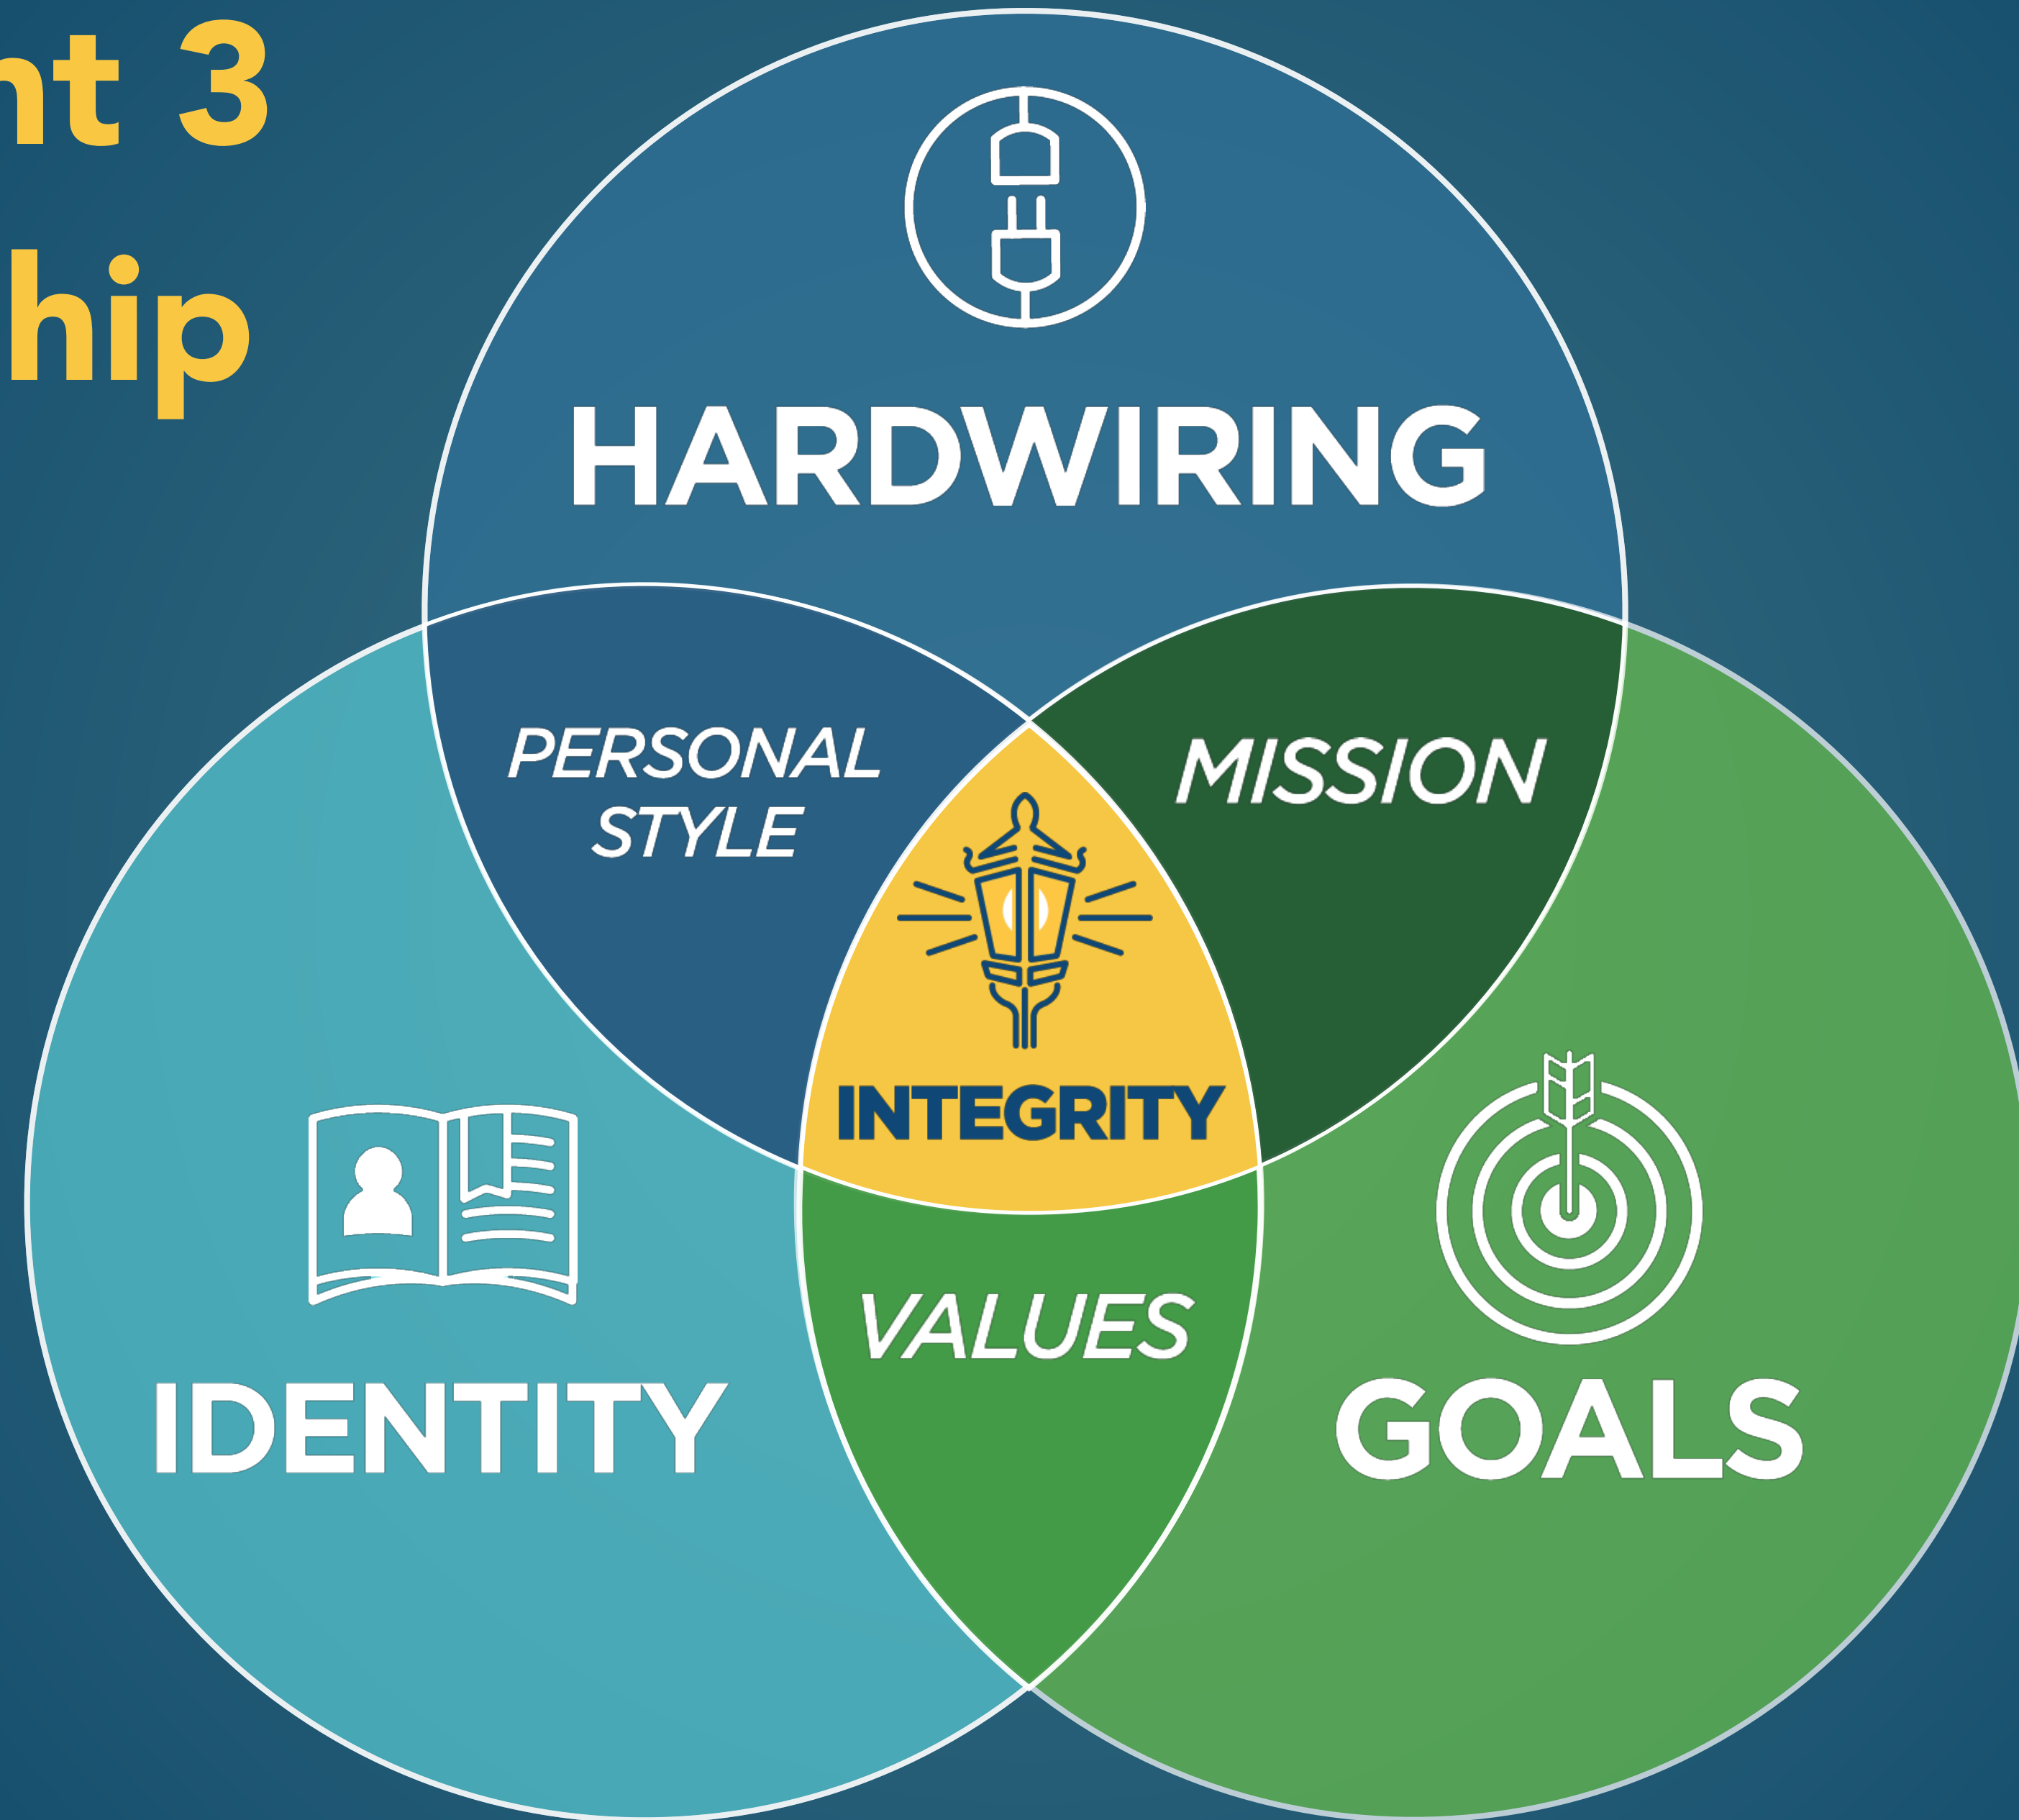 nt 3
hip
HARDWIRING
PERSONAL
STYLE
MISSION
INTEGRITY
VALUES
IDENTITY
GOALS